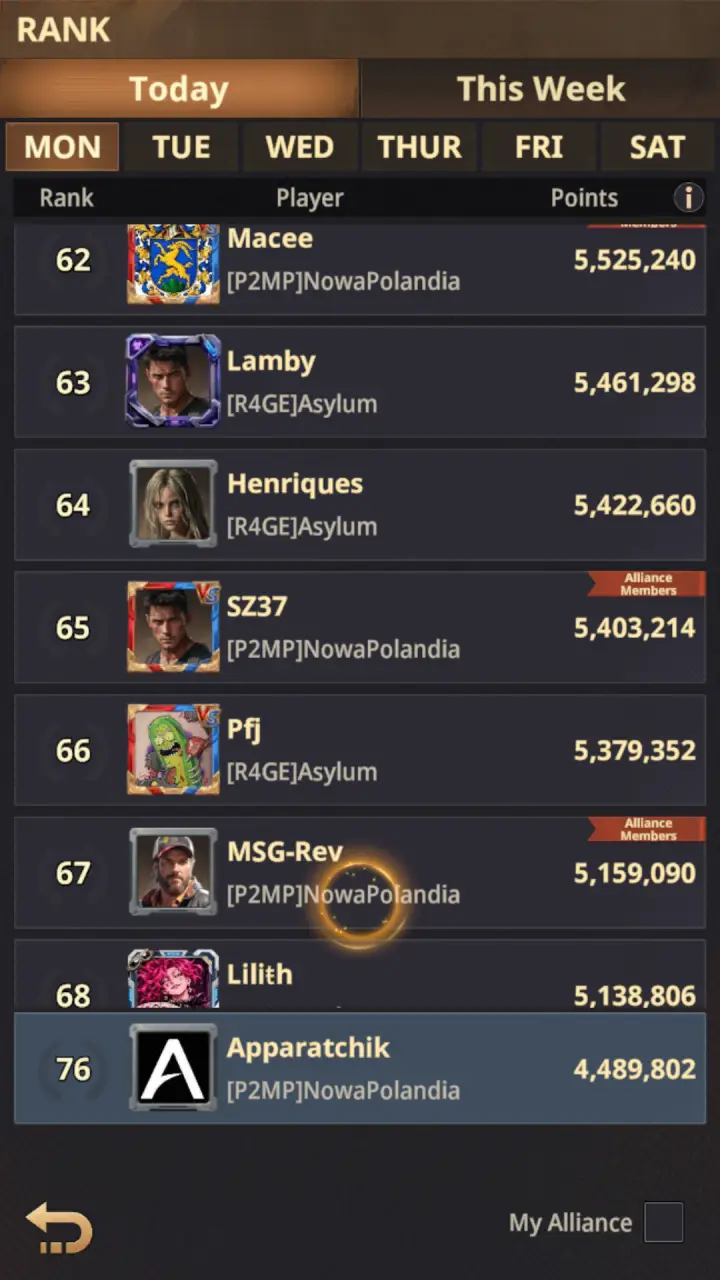 RANK
Today
This Week
MON
TUE
WED
THUR
FRI
SAT
Rank
Player
Points
i
Members
62
Macee
[P2MP]NowaPolandia
5,525,240
63
Lamby
[R4GE]Asylum
5,461,298
64
Henriques
[R4GE]Asylum
5,422,660
Alliance
Members
65
VS
SZ37
[P2MP]NowaPolandia
5,403,214
66
VS
Pfj
[R4GE]Asylum
5,379,352
Alliance
Members
67
MSG-Rev
[P2MP]NowaPolandia
5,159,090
68
Lilith
5,138,806
76
Apparatchik
[P2MP]NowaPolandia
4,489,802
My Alliance